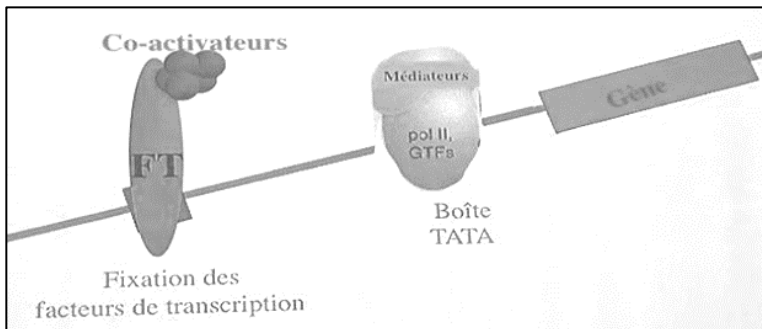 Co-activateurs
Médiateurs
Gène
pol II,
GTFs
FT
Boîte
TATA
Fixation des
facteurs de transcription